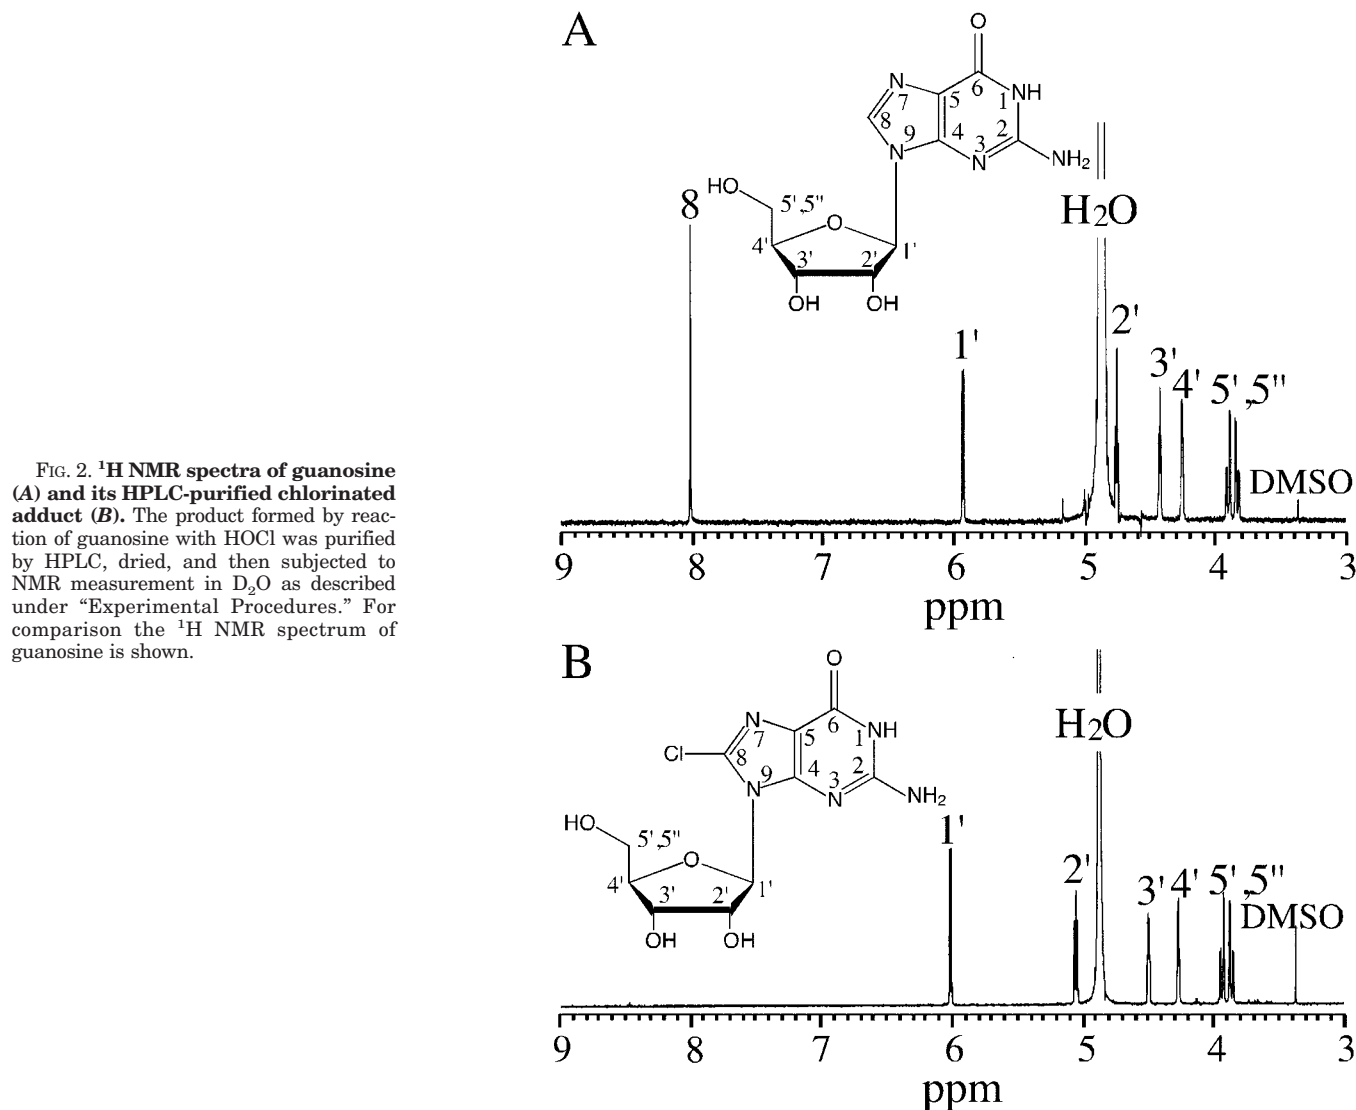 A
O
N
7
5
6
1
NH
8
9
4
3
2
N
N
NH2
HO
5',5"
O
4'
3'
2'
1'
OH
OH
8
H2O
1'
2'
3'
4'
5',5"
DMSO
9
8
7
6
5
4
3
ppm
FIG. 2. ¹H NMR spectra of guanosine
(A) and its HPLC-purified chlorinated
adduct (B). The product formed by reac-
tion of guanosine with HOCl was purified
by HPLC, dried, and then subjected to
NMR measurement in D₂O as described
under “Experimental Procedures.” For
comparison the ¹H NMR spectrum of
guanosine is shown.
B
O
N
7
5
6
1
NH
Cl
8
9
4
3
2
N
N
NH2
HO
5',5"
O
4'
3'
2'
1'
OH
OH
H2O
1'
2'
3'
4'
5',5"
DMSO
9
8
7
6
5
4
3
ppm